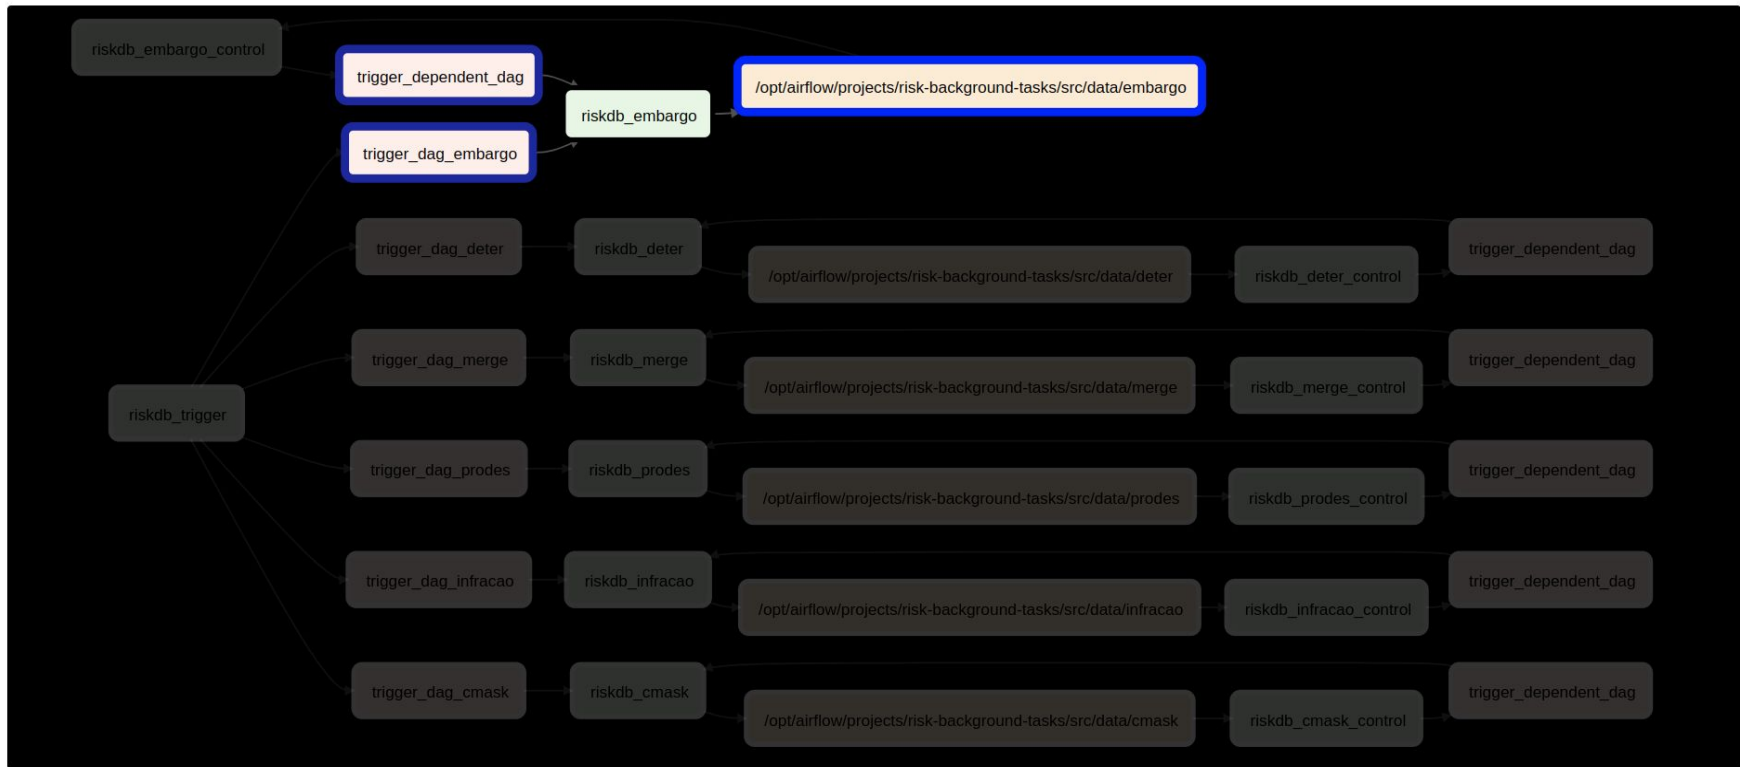 riskdb_embargo_control
trigger_dependent_dag
/opt/airflow/projects/risk-background-tasks/src/data/embargo
riskdb_embargo
trigger_dag_embargo
trigger_dag_deter
riskdb_deter
trigger_dependent_dag
/opt/airflow/projects/risk-background-tasks/src/data/deter
riskdb_deter_control
trigger_dag_merge
riskdb_merge
trigger_dependent_dag
/opt/airflow/projects/risk-background-tasks/src/data/merge
riskdb_merge_control
riskdb_trigger
trigger_dag_prodes
riskdb_prodes
trigger_dependent_dag
/opt/airflow/projects/risk-background-tasks/src/data/prodes
riskdb_prodes_control
trigger_dag_infracao
riskdb_infracao
trigger_dependent_dag
/opt/airflow/projects/risk-background-tasks/src/data/infracao
riskdb_infracao_control
trigger_dag_cmask
riskdb_cmask
trigger_dependent_dag
/opt/airflow/projects/risk-background-tasks/src/data/cmask
riskdb_cmask_control